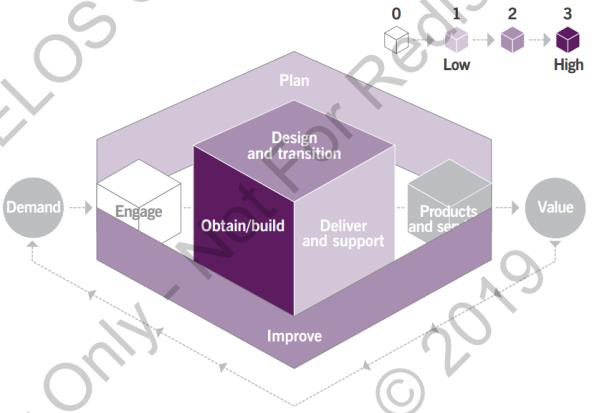 0 1 2 3
Low High
Plan
Design
and transition
Demand
Engage
Obtain/build
Deliver
and support
Products
and ser
Value
Improve
ELOS
Only - Not For Redis
© 2019